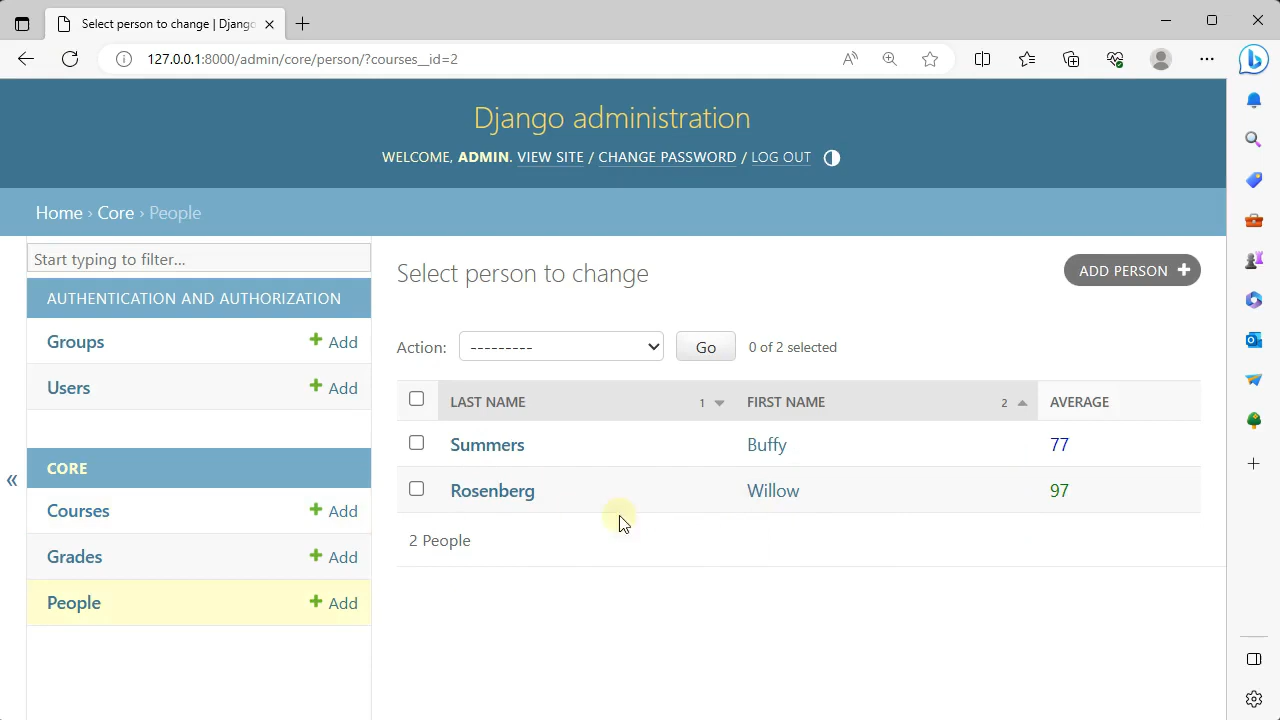 Select person to change | Djang
127.0.0.1:8000/admin/core/person/?courses__id=2
Django administration
WELCOME, ADMIN. VIEW SITE / CHANGE PASSWORD / LOG OUT
Home › Core › People
Start typing to filter...
AUTHENTICATION AND AUTHORIZATION
Groups + Add
Users + Add
CORE
Courses + Add
Grades + Add
People + Add
«
Select person to change
ADD PERSON +
Action: --------- Go 0 of 2 selected
LAST NAME 1 FIRST NAME 2 AVERAGE
Summers Buffy 77
Rosenberg Willow 97
2 People